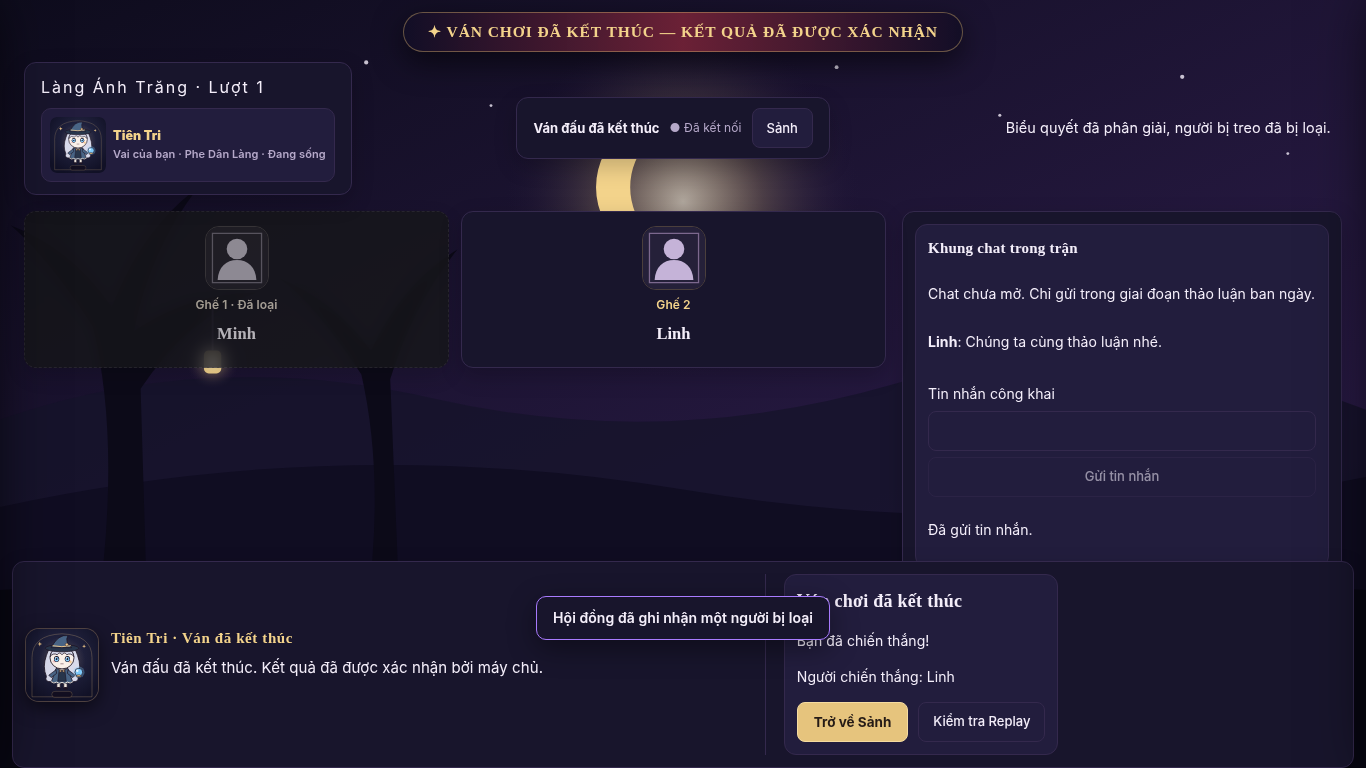 ✦ VÁN CHƠI ĐÃ KẾT THÚC — KẾT QUẢ ĐÃ ĐƯỢC XÁC NHẬN
Làng Ánh Trăng · Lượt 1
Tiên Tri
Vai của bạn · Phe Dân Làng · Đang sống
Ván đấu đã kết thúc
Đã kết nối
Sảnh
Biểu quyết đã phân giải, người bị treo đã bị loại.
Ghế 1 · Đã loại
Minh
Ghế 2
Linh
Khung chat trong trận
Chat chưa mở. Chỉ gửi trong giai đoạn thảo luận ban ngày.
Linh: Chúng ta cùng thảo luận nhé.
Tin nhắn công khai
Gửi tin nhắn
Đã gửi tin nhắn.
Tiên Tri · Ván đã kết thúc
Ván đấu đã kết thúc. Kết quả đã được xác nhận bởi máy chủ.
Hội đồng đã ghi nhận một người bị loại
chơi đã kết thúc
Bạn đã chiến thắng!
Người chiến thắng: Linh
Trở về Sảnh
Kiểm tra Replay